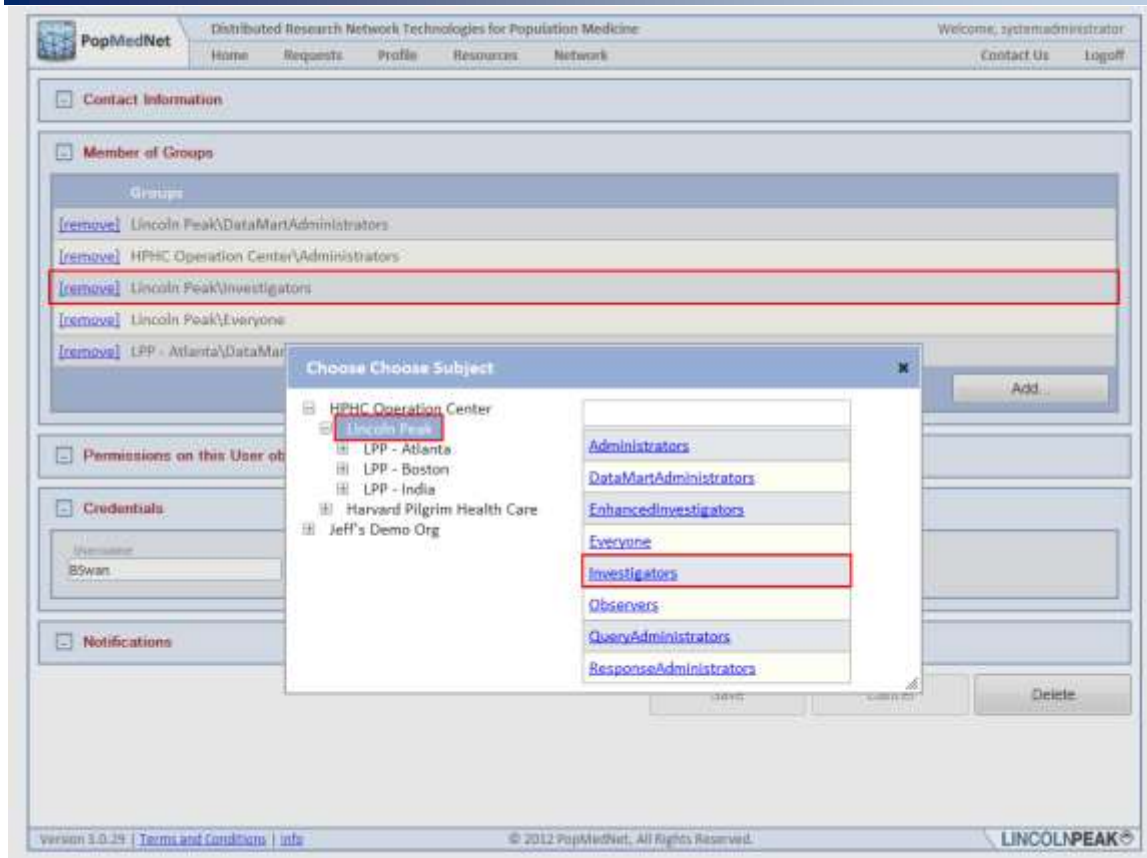 PopMedNet
Distributed Research Network Technologies for Population Medicine
Welcome, systemadministrator
Home Requests Profile Resources Network Contact Us Logoff
Contact Information
Member of Groups
Groups
[remove] Lincoln Peak\DataMartAdministrators
[remove] HPHC Operation Center\Administrators
[remove] Lincoln Peak\Investigators
[remove] Lincoln Peak\Everyone
[remove] LPP - Atlanta\DataMar
Add...
Choose Choose Subject
HPHC Operation Center
Lincoln Peak
LPP - Atlanta
LPP - Boston
LPP - India
Harvard Pilgrim Health Care
Jeff's Demo Org
Administrators
DataMartAdministrators
EnhancedInvestigators
Everyone
Investigators
Observers
QueryAdministrators
ResponseAdministrators
Permissions on this User ob
Credentials
Username
BSwan
Notifications
Save Cancel Delete
Version 3.0.29 | Terms and Conditions | Info © 2012 PopMedNet, All Rights Reserved. LINCOLNPEAK